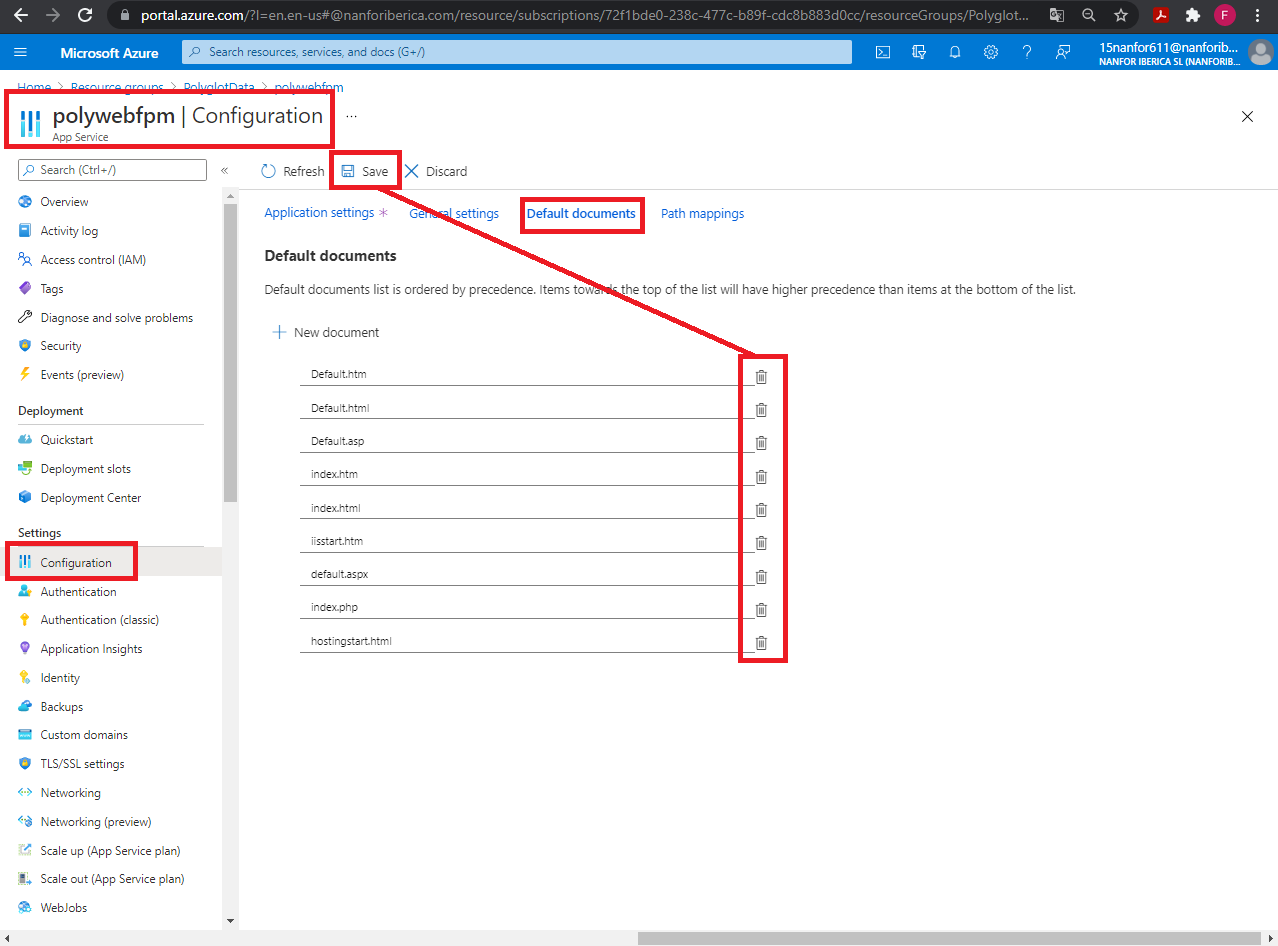 portal.azure.com/?l=en.en-us#@nanforiberica.com/resource/subscriptions/72f1bde0-238c-477c-b89f-cdc8b883d0cc/resourceGroups/Polyglot...
F
Microsoft Azure
Search resources, services, and docs (G+/)
15nanfor611@nanforib...
NANFOR IBERICA SL (NANFORIB...
Home > Resource groups > PolyglotData > polywebfpm
polywebfpm | Configuration ...
App Service
Search (Ctrl+/)
«
Refresh
Save
Discard
Overview
Activity log
Access control (IAM)
Tags
Diagnose and solve problems
Security
Events (preview)
Deployment
Quickstart
Deployment slots
Deployment Center
Settings
Configuration
Authentication
Authentication (classic)
Application Insights
Identity
Backups
Custom domains
TLS/SSL settings
Networking
Networking (preview)
Scale up (App Service plan)
Scale out (App Service plan)
WebJobs
Application settings *
General settings
Default documents
Path mappings
Default documents
Default documents list is ordered by precedence. Items towards the top of the list will have higher precedence than items at the bottom of the list.
New document
Default.htm
Default.html
Default.asp
index.htm
index.html
iisstart.htm
default.aspx
index.php
hostingstart.html